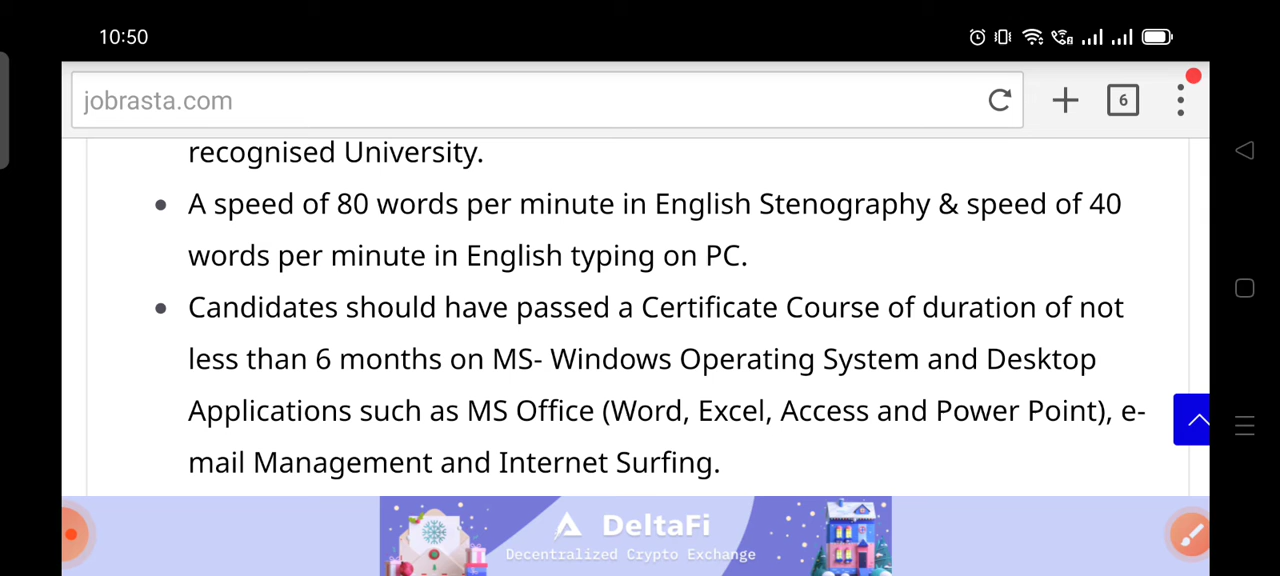 10:50
jobrasta.com
6
recognised University.
A speed of 80 words per minute in English Stenography & speed of 40
words per minute in English typing on PC.
Candidates should have passed a Certificate Course of duration of not
less than 6 months on MS- Windows Operating System and Desktop
Applications such as MS Office (Word, Excel, Access and Power Point), e-
mail Management and Internet Surfing.
DeltaFi
Decentralized Crypto Exchange